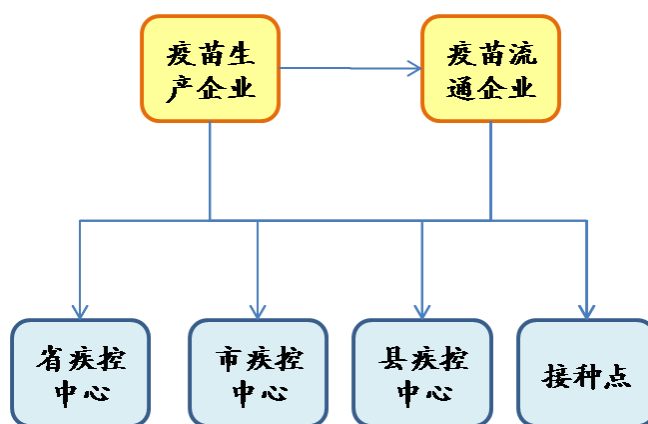 疫苗生
产企业
疫苗流
通企业
省疾控
中心
市疾控
中心
县疾控
中心
接种点